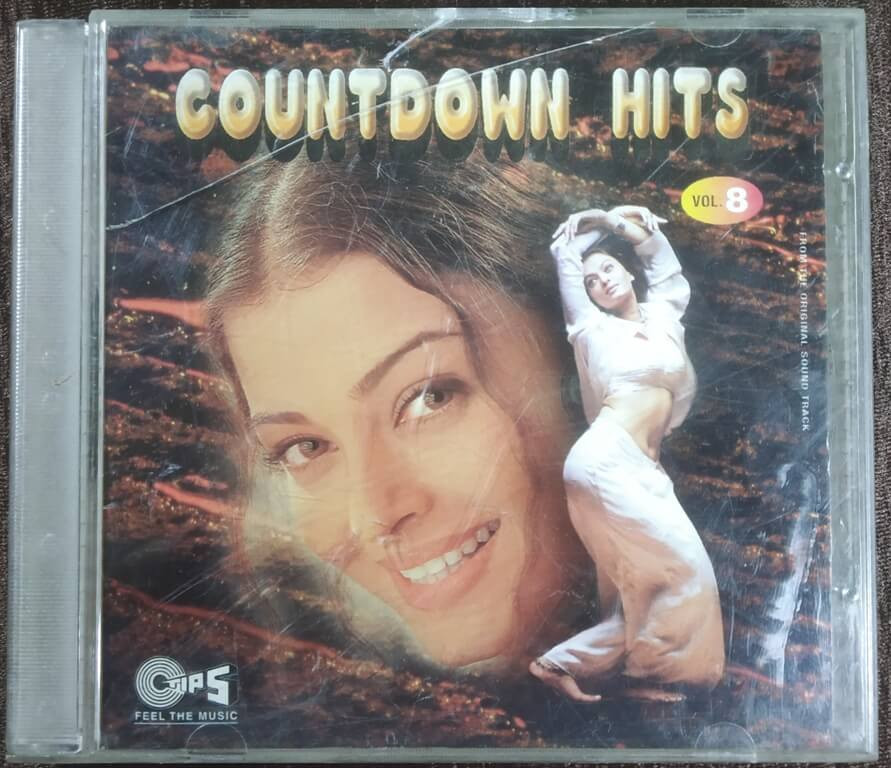 COUNTDOWN HITS
VOL. 8
FROM THE ORIGINAL SOUND TRACK
TIPS
FEEL THE MUSIC